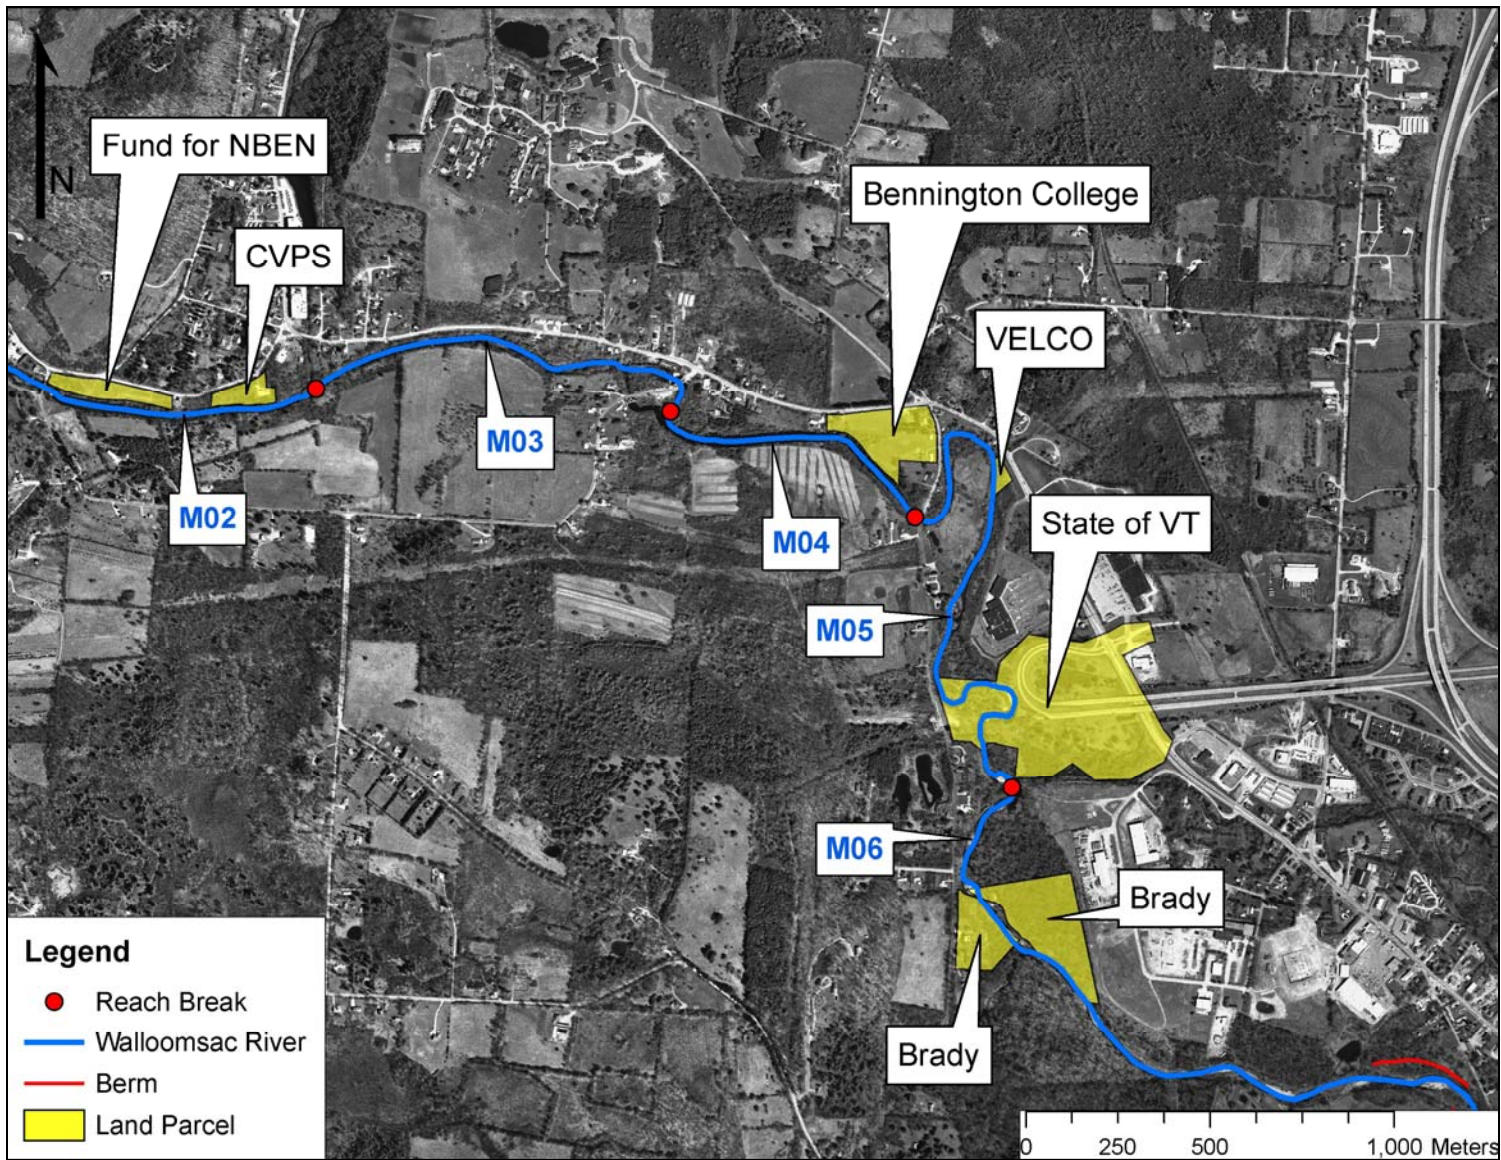 N
Fund for NBEN
CVPS
Bennington College
VELCO
M03
M02
M04
State of VT
M05
M06
Brady
Brady
Legend
Reach Break
Walloomsac River
Berm
Land Parcel
0 250 500 1,000 Meters